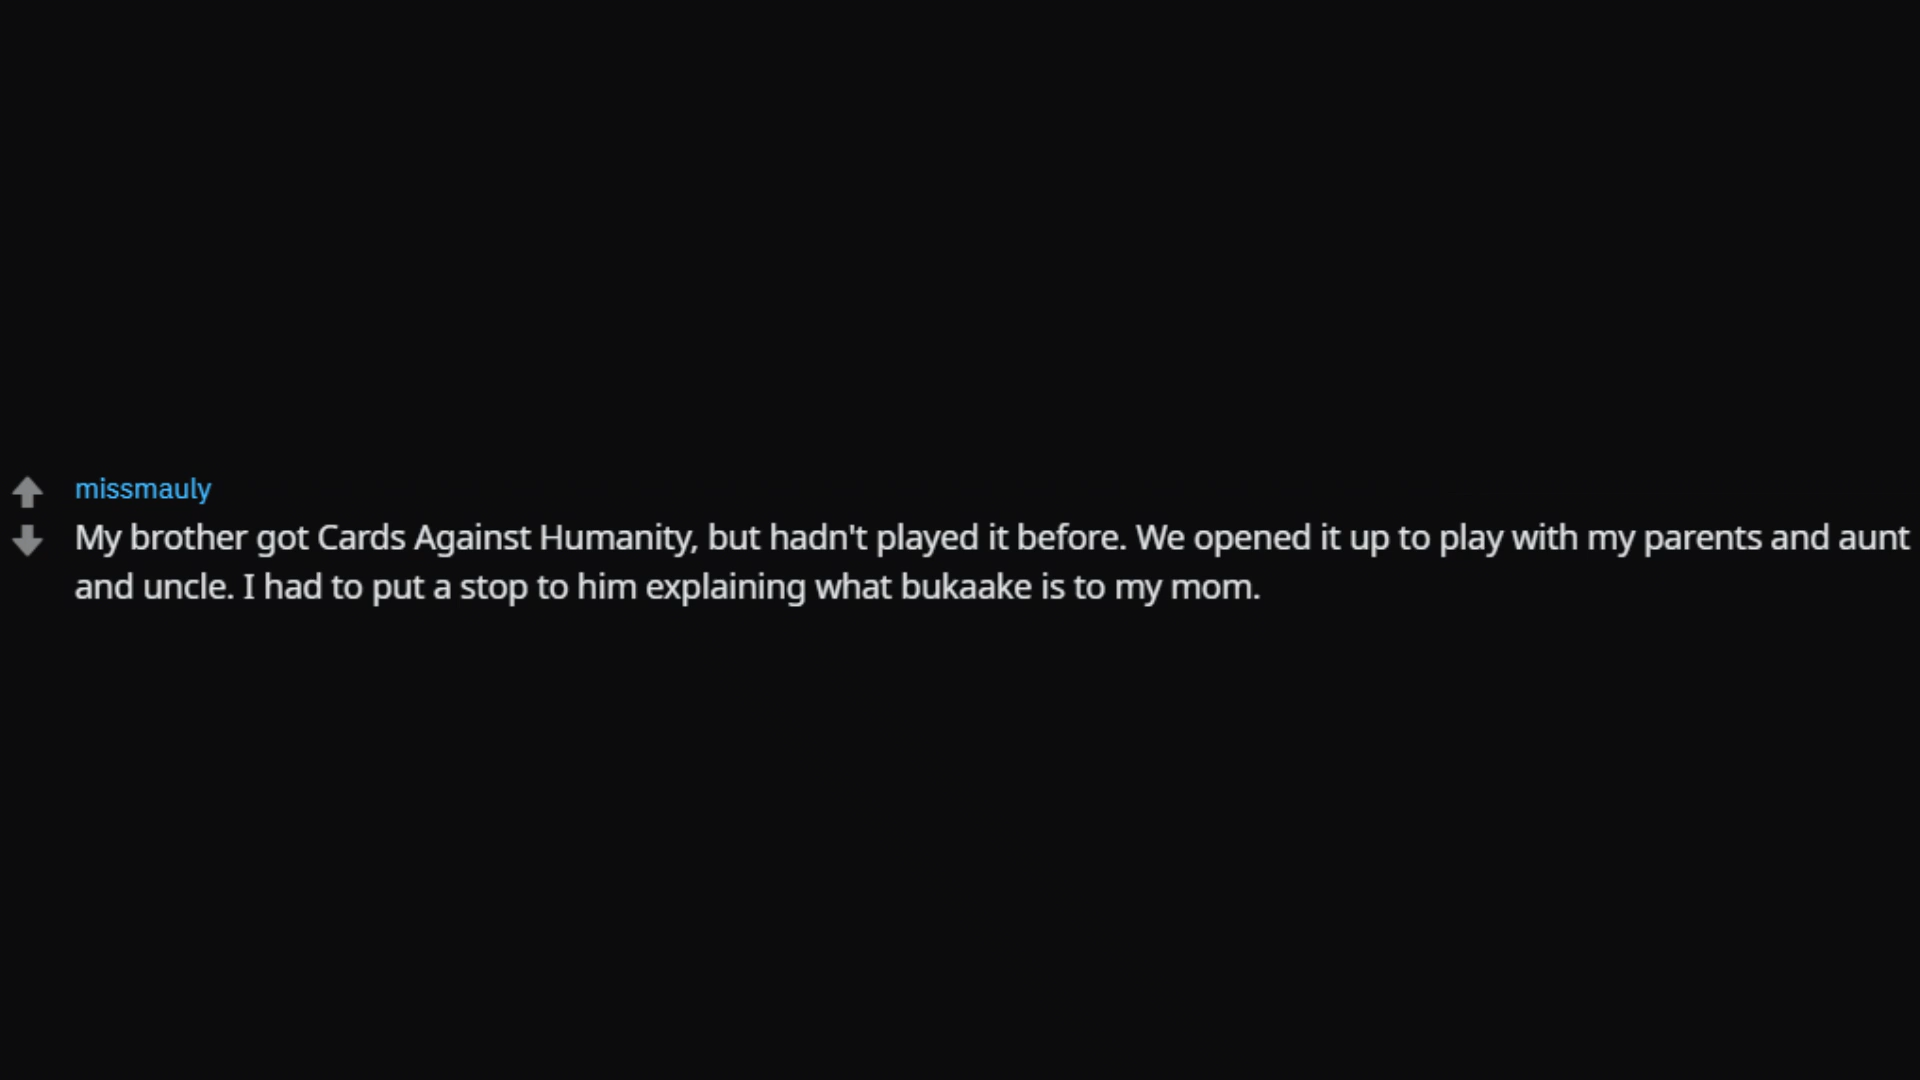 missmauly
My brother got Cards Against Humanity, but hadn't played it before. We opened it up to play with my parents and aunt
and uncle. I had to put a stop to him explaining what bukaake is to my mom.